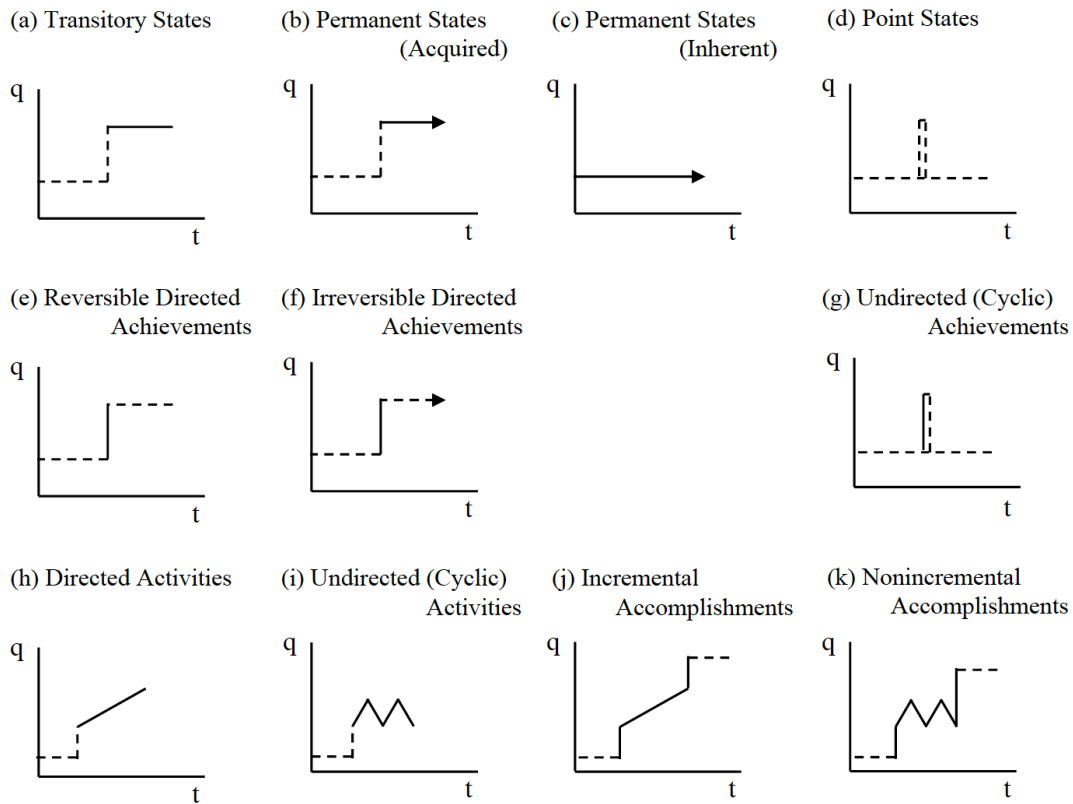 (a) Transitory States
(b) Permanent States
(Acquired)
(c) Permanent States
(Inherent)
(d) Point States
q
t
q
t
q
t
q
t
(e) Reversible Directed
Achievements
(f) Irreversible Directed
Achievements
(g) Undirected (Cyclic)
Achievements
q
t
q
t
q
t
(h) Directed Activities
(i) Undirected (Cyclic)
Activities
(j) Incremental
Accomplishments
(k) Nonincremental
Accomplishments
q
t
q
t
q
t
q
t